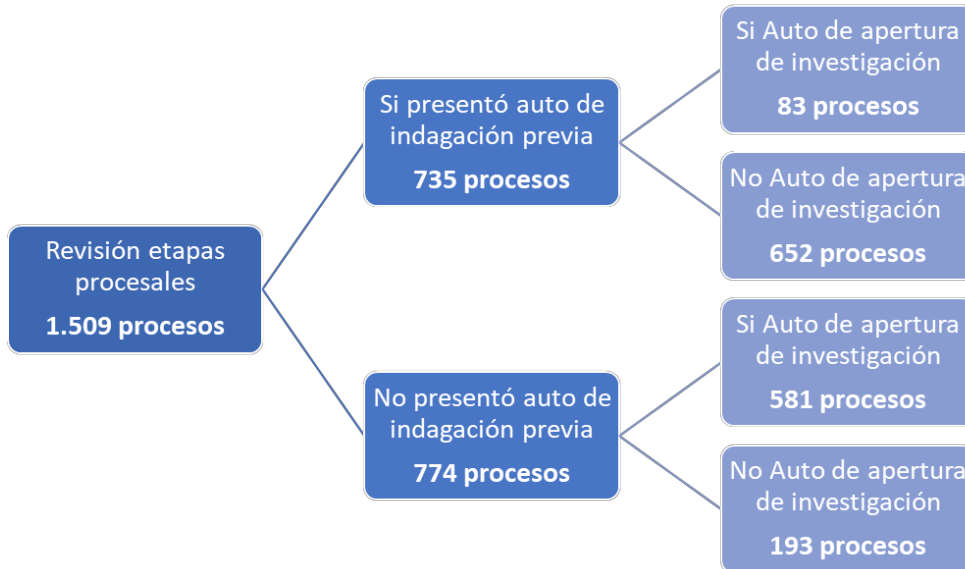 Revisión etapas
procesales
1.509 procesos
Si presentó auto de
indagación previa
735 procesos
Si Auto de apertura
de investigación
83 procesos
No Auto de apertura
de investigación
652 procesos
No presentó auto de
indagación previa
774 procesos
Si Auto de apertura
de investigación
581 procesos
No Auto de apertura
de investigación
193 procesos